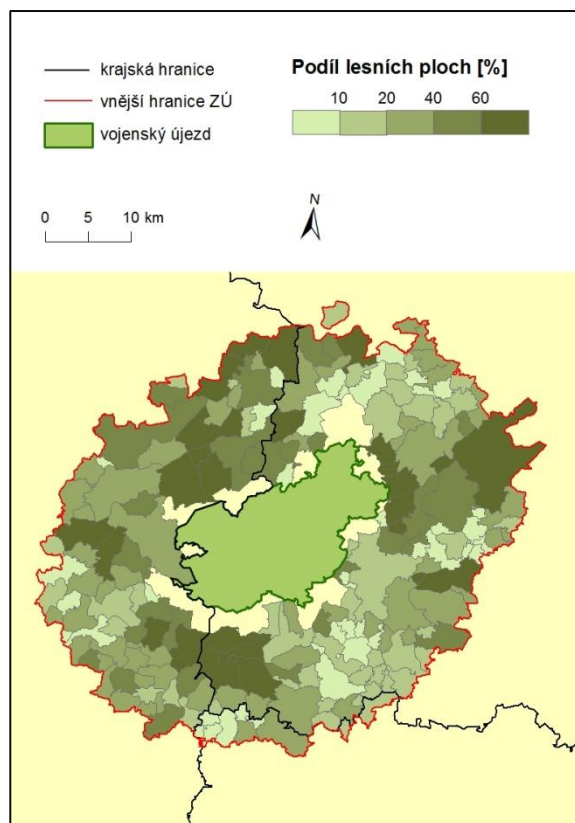 krajská hranice
vnější hranice ZÚ
vojenský újezd
Podíl lesních ploch [%]
10 20 40 60
0 5 10 km
N